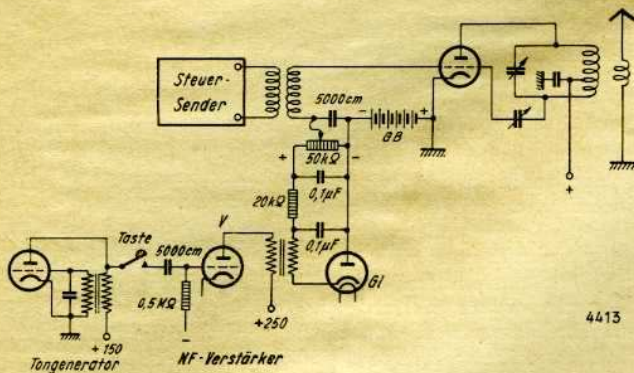 Steuer-
Sender
5000cm
- +
GB
+ 50kΩ -
0,1µF
20kΩ
0,1µF
+
V
Taste
5000cm
Gl
0,5MΩ
+250
4413
+150
-
Tongenerator
NF-Verstärker